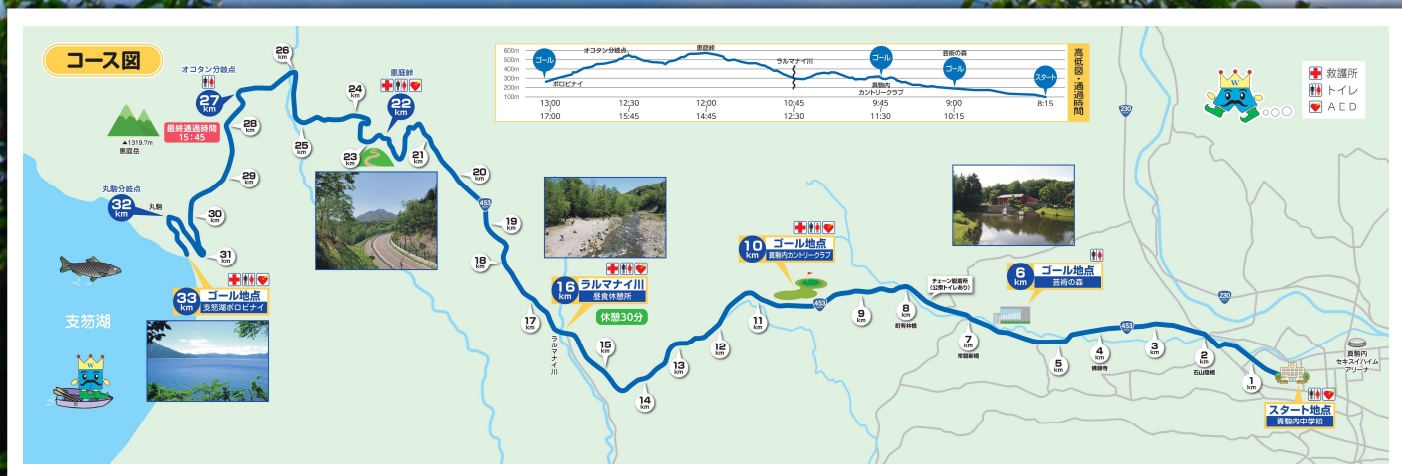 コース図
オコタン分岐点
27
km
最終通過時間
15:45
▲1319.7m
恵庭岳
丸駒分岐点
32
km
丸駒
33
km
ゴール地点
支笏湖ポロピナイ
支笏湖
W
W
26
km
28
km
29
km
30
km
31
km
25
km
24
km
23
km
恵庭峠
22
km
21
km
20
km
453
19
km
18
km
17
km
16
km
ラルマナイ川
昼食休憩所
休憩30分
ラルマナイ川
15
km
14
km
13
km
12
km
11
km
10
km
ゴール地点
真駒内カントリークラブ
453
9
km
8
km
町有林橋
チェーン脱着所
(公衆トイレあり)
7
km
常盤新橋
6
km
ゴール地点
芸術の森
5
km
4
km
佛願寺
453
3
km
2
km
石山陸橋
1
km
スタート地点
真駒内中学校
真駒内
セキスイハイム
アリーナ
230
230
高低図・通過時間
600m
500m
400m
300m
200m
100m
ゴール
ポロピナイ
オコタン分岐点
恵庭峠
ラルマナイ川
ゴール
真駒内
カントリークラブ
芸術の森
ゴール
スタート
13:00 12:30 12:00 10:45 9:45 9:00 8:15
17:00 15:45 14:45 12:30 11:30 10:15
W
救護所
トイレ
AED